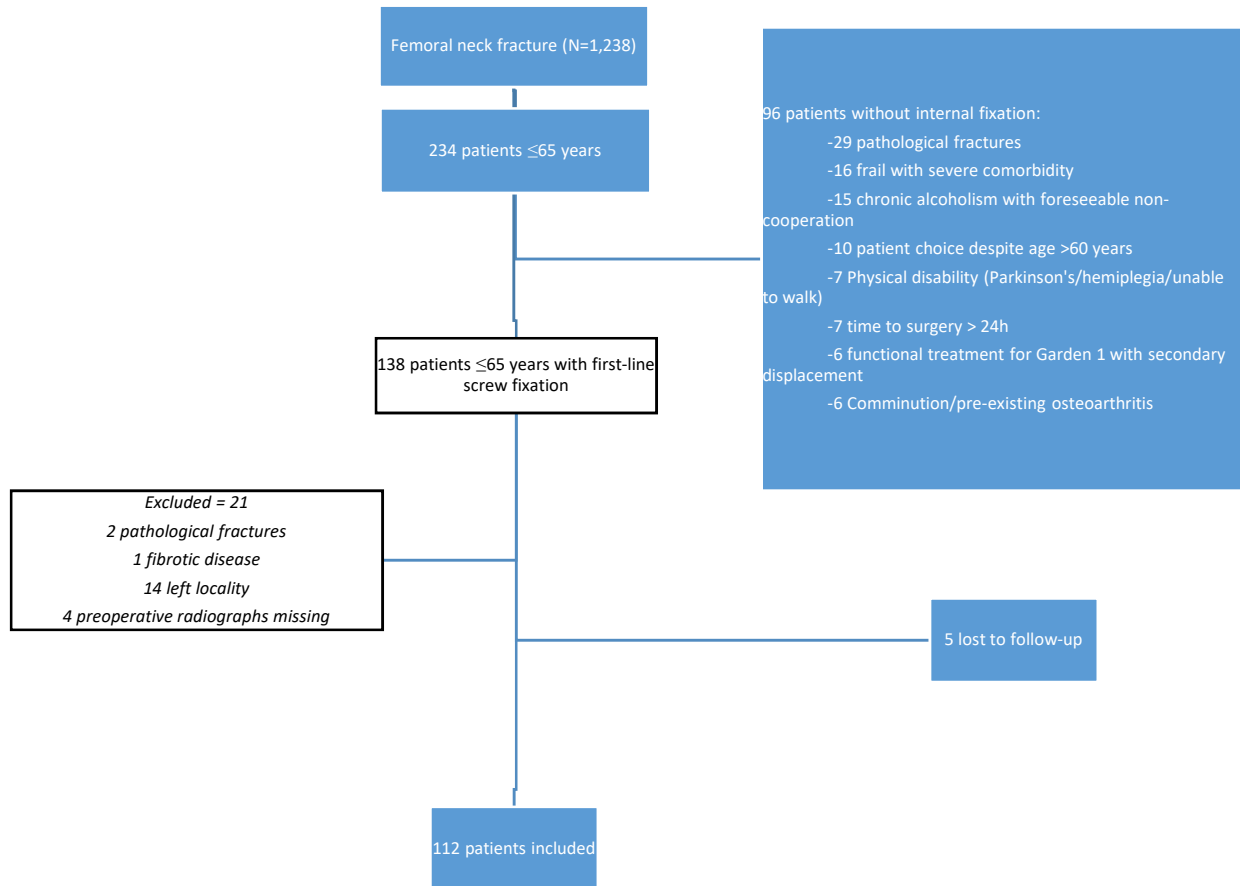 Femoral neck fracture (N=1,238)
234 patients ≤65 years
96 patients without internal fixation:
-29 pathological fractures
-16 frail with severe comorbidity
-15 chronic alcoholism with foreseeable non-
cooperation
-10 patient choice despite age >60 years
-7 Physical disability (Parkinson's/hemiplegia/unable
to walk)
-7 time to surgery > 24h
-6 functional treatment for Garden 1 with secondary
displacement
-6 Comminution/pre-existing osteoarthritis
138 patients ≤65 years with first-line
screw fixation
Excluded = 21
2 pathological fractures
1 fibrotic disease
14 left locality
4 preoperative radiographs missing
5 lost to follow-up
112 patients included